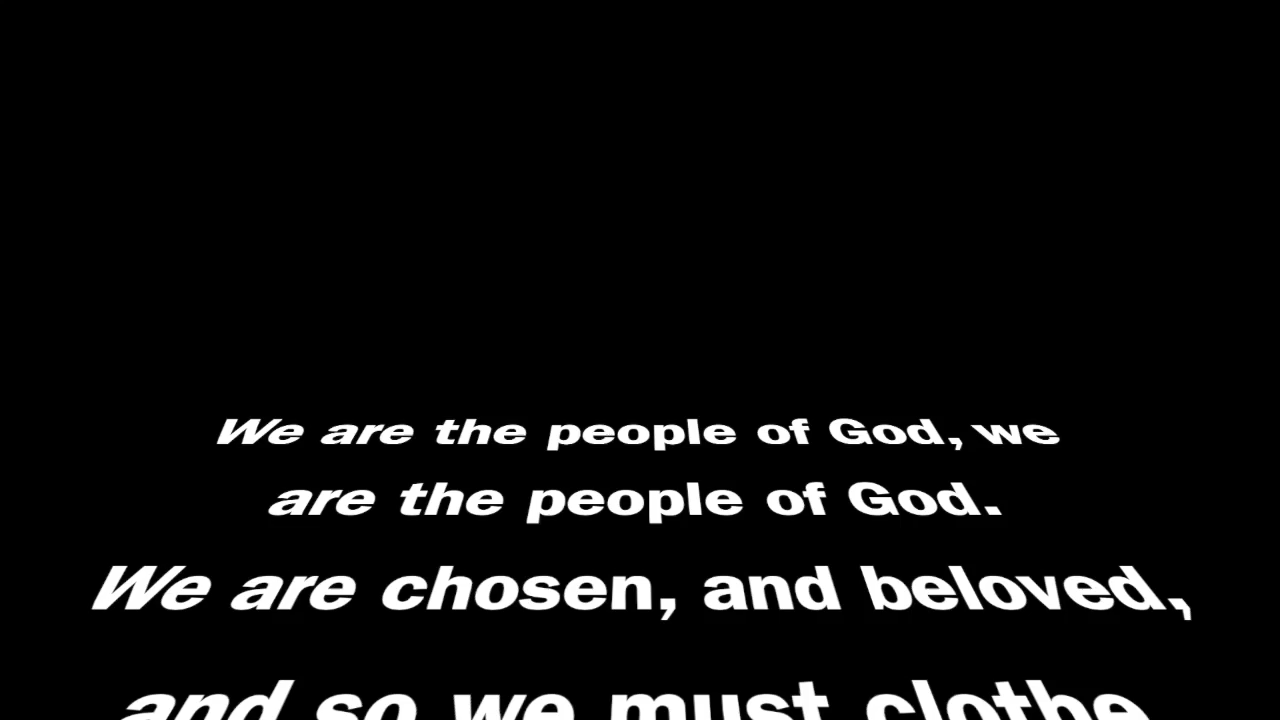 We are the people of God, we
are the people of God.
We are chosen, and beloved,
and so we must clothe